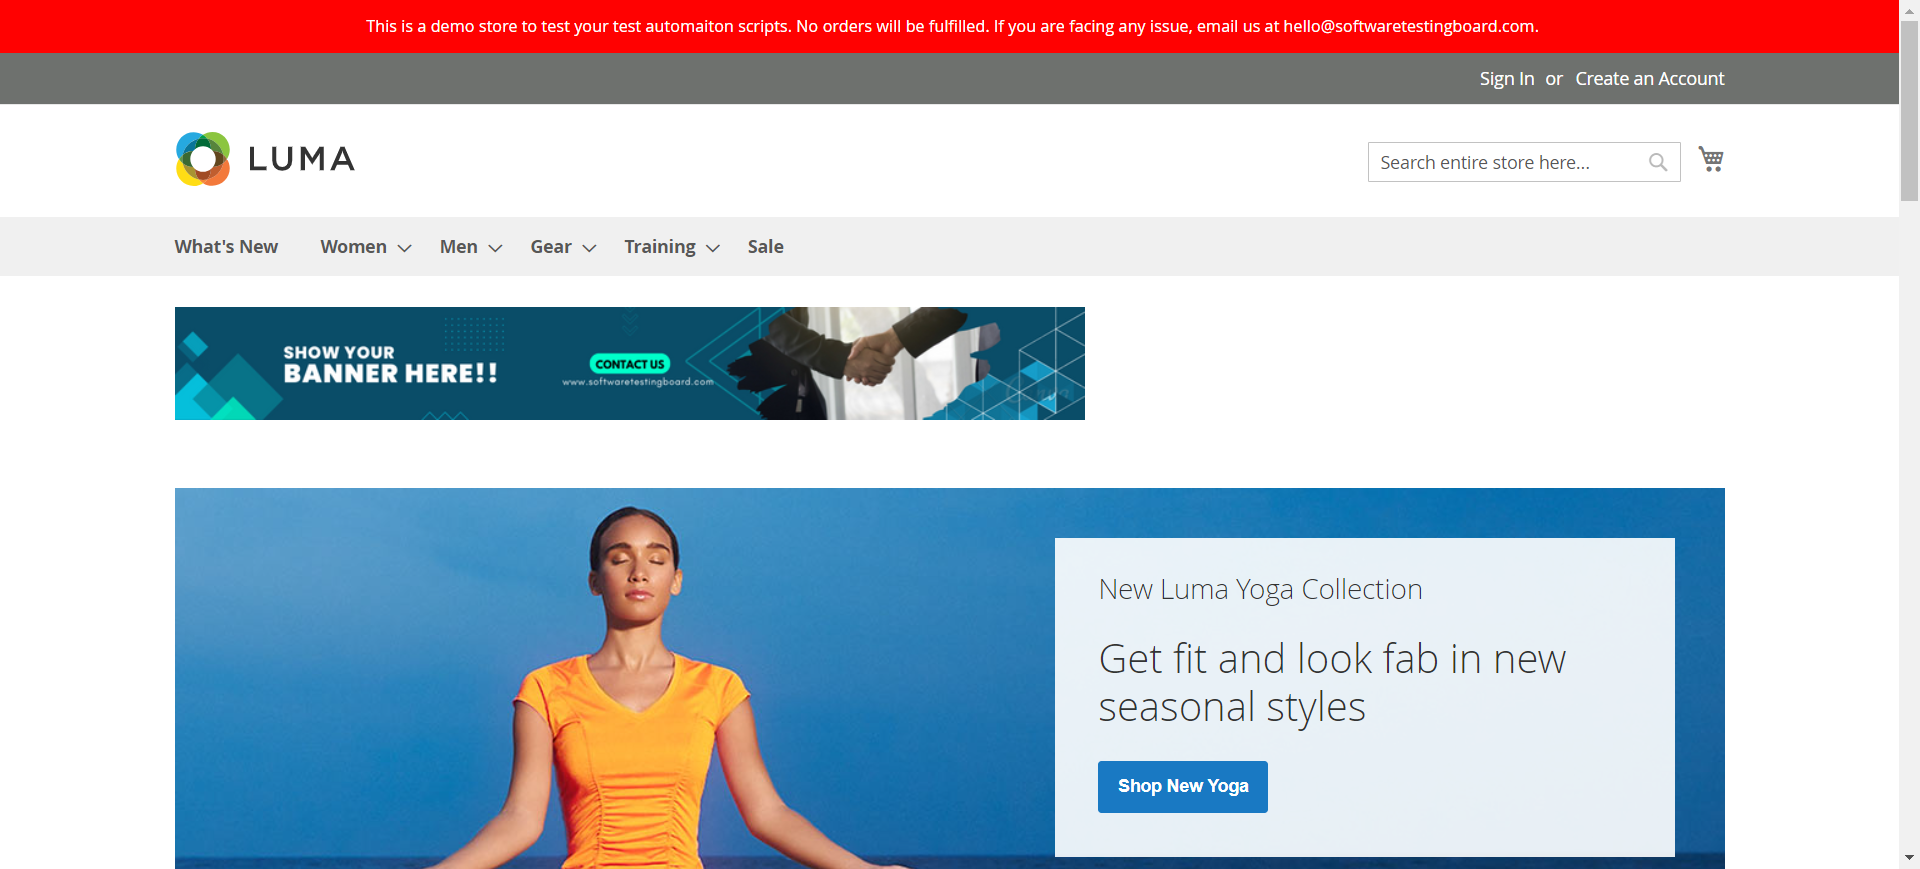 This is a demo store to test your test automaiton scripts. No orders will be fulfilled. If you are facing any issue, email us at hello@softwaretestingboard.com.
Sign In or Create an Account
LUMA
Search entire store here...
What's New Women Men Gear Training Sale
SHOW YOUR
BANNER HERE!!
CONTACT US
www.softwaretestingboard.com
New Luma Yoga Collection
Get fit and look fab in new
seasonal styles
Shop New Yoga